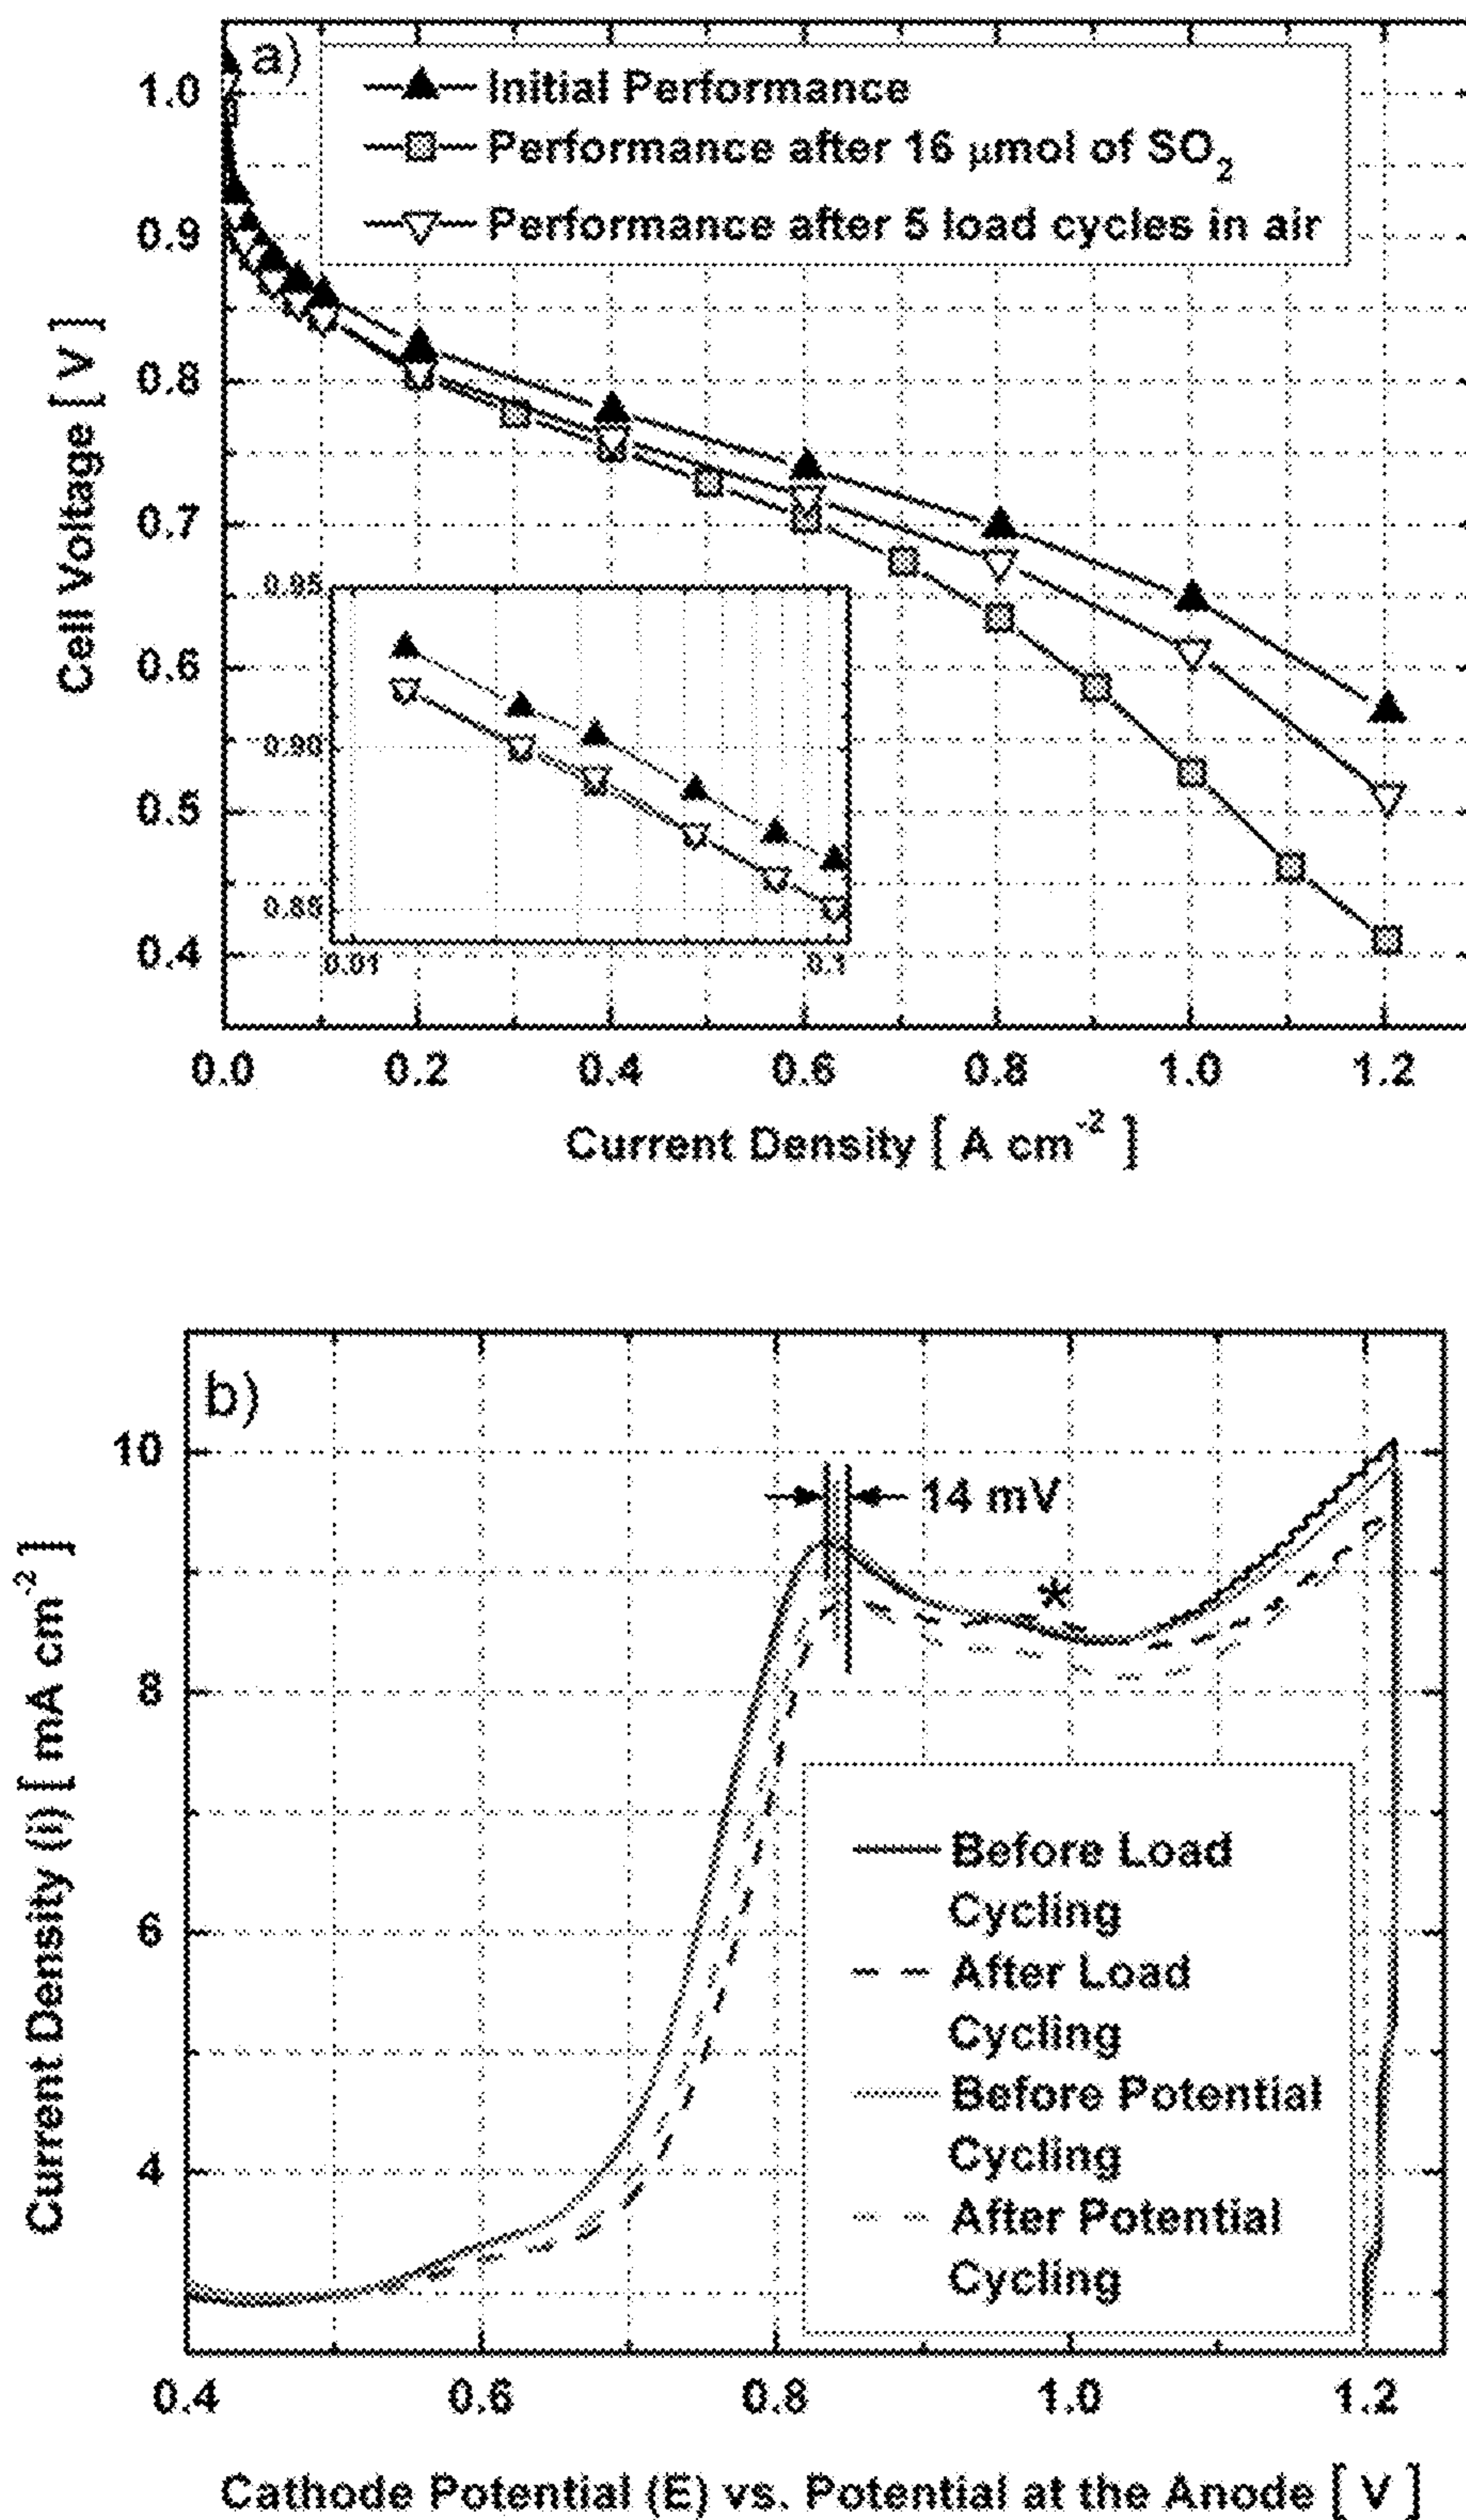 a)
Initial Performance
Performance after 16 μmol of SO2
Performance after 5 load cycles in air
1.0
0.9
0.8
0.7
0.6
0.5
0.4
Cell Voltage [ V ]
0.95
0.90
0.85
0.01 0.1
0.0 0.2 0.4 0.6 0.8 1.0 1.2
Current Density [ A cm-2 ]
b)
10
8
6
4
Current Density (i) [ mA cm-2 ]
14 mV
*
Before Load
Cycling
After Load
Cycling
Before Potential
Cycling
After Potential
Cycling
0.4 0.6 0.8 1.0 1.2
Cathode Potential (E) vs. Potential at the Anode [ V ]